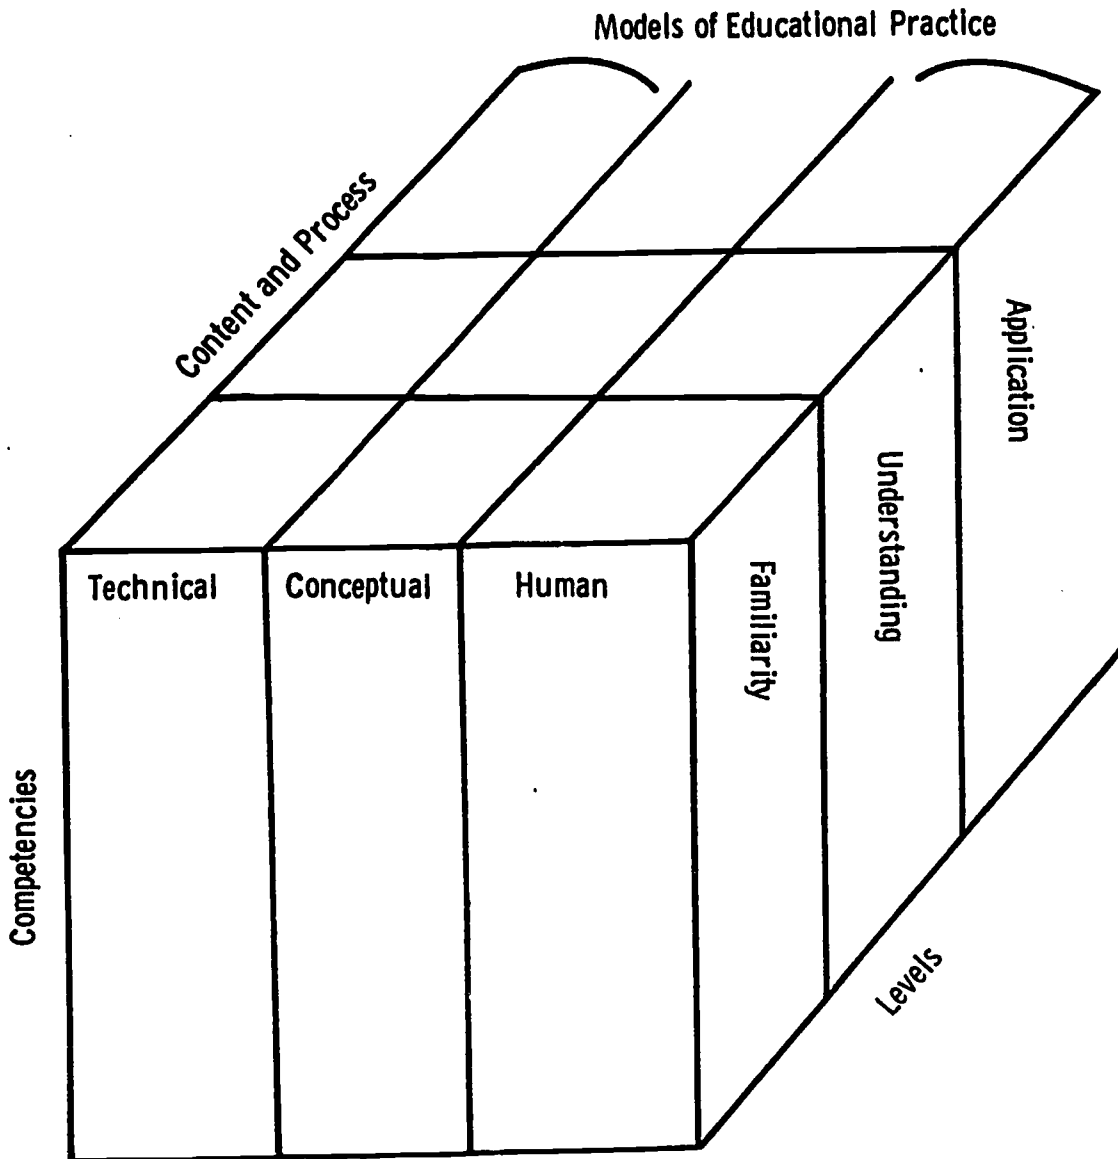 Models of Educational Practice
Content and Process
Application
Understanding
Familiarity
Technical
Conceptual
Human
Competencies
Levels